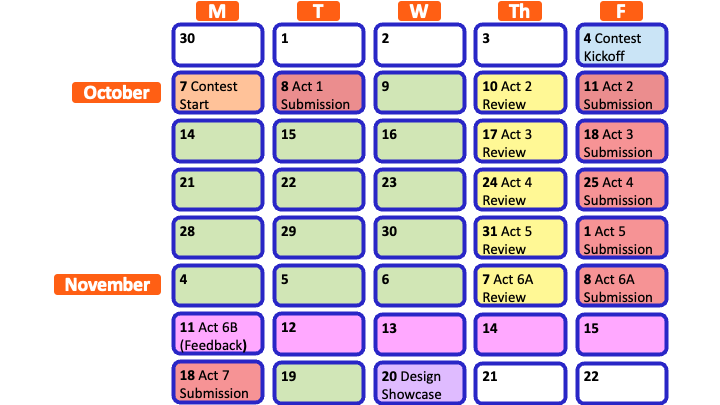 M T W Th F
30 1 2 3 4 Contest
Kickoff
October
7 Contest
Start
8 Act 1
Submission
9
10 Act 2
Review
11 Act 2
Submission
14 15 16
17 Act 3
Review
18 Act 3
Submission
21 22 23
24 Act 4
Review
25 Act 4
Submission
28 29 30
31 Act 5
Review
1 Act 5
Submission
November
4 5 6
7 Act 6A
Review
8 Act 6A
Submission
11 Act 6B
(Feedback)
12 13 14 15
18 Act 7
Submission
19
20 Design
Showcase
21 22